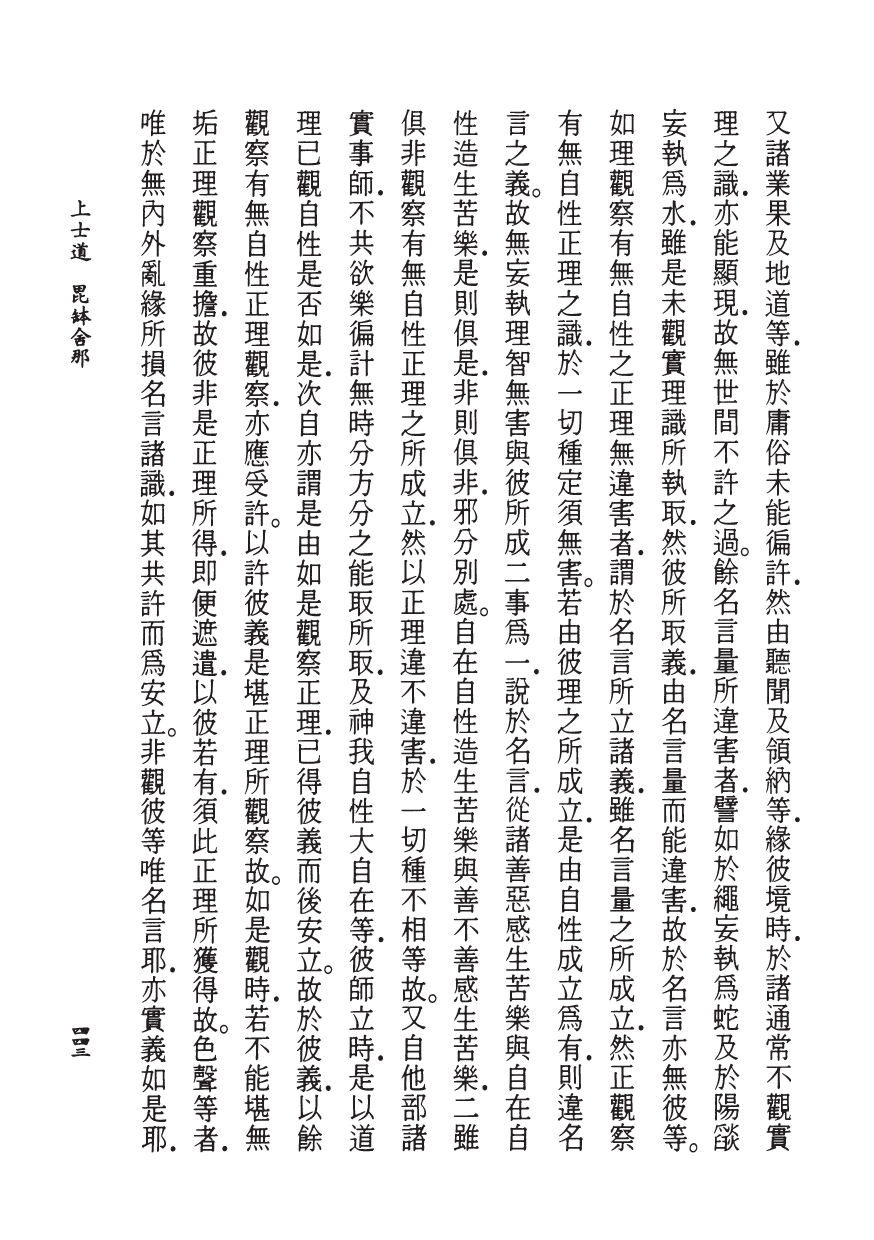 又諸業果及地道等．雖於庸俗未能徧許．然由聽聞及領納等．緣彼境時．於諸通常不觀實
理之識．亦能顯現．故無世間不許之過。餘名言量所違害者．譬如於繩妄執爲蛇及於陽燄
妄執爲水．雖是未觀實理識所執取．然彼所取義．由名言量而能違害．故於名言亦無彼等。
如理觀察有無自性之正理無違害者．謂於名言所立諸義．雖名言量之所成立．然正觀察
有無自性正理之識．於一切種定須無害。若由彼理之所成立．是由自性成立爲有．則違名
言之義。故無妄執理智無害與彼所成二事爲一．說於名言．從諸善惡感生苦樂與自在自
性造生苦樂．是則俱是．非則俱非．邪分別處。自在自性造生苦樂與善不善感生苦樂．二雖
俱非觀察有無自性正理之所成立．然以正理違不違害．於一切種不相等故。又自他部諸
實事師．不共欲樂徧計無時分方分之能取所取．及神我自性大自在等．彼師立時．是以道
理已觀自性是否如是．次自亦謂是由如是觀察正理．已得彼義而後安立。故於彼義．以餘
觀察有無自性正理觀察．亦應受許。以許彼義是堪正理所觀察故。如是觀時．若不能堪無
垢正理觀察重擔．故彼非是正理所得．即便遮遣．以彼若有．須此正理所獲得故。色聲等者．
唯於無內外亂緣所損名言諸識．如其共許而爲安立。非觀彼等唯名言耶．亦實義如是耶．
上士道　毘鉢舍那
四四三